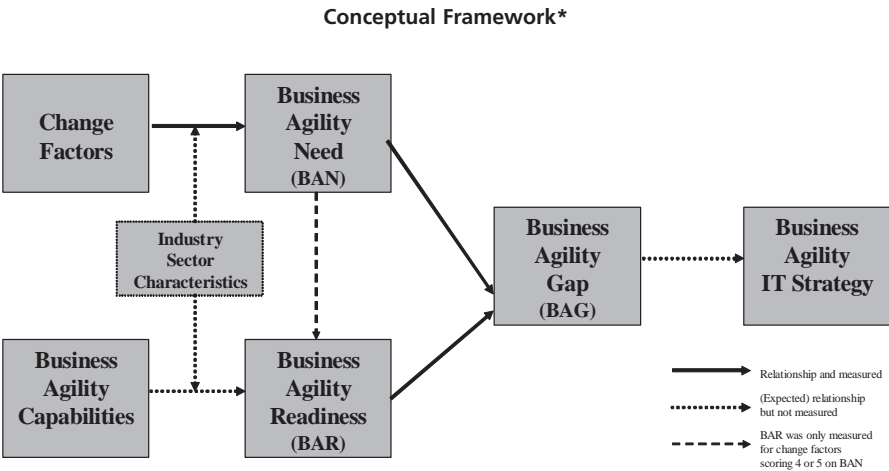 Conceptual Framework*
Change
Factors
Business
Agility
Need
(BAN)
Industry
Sector
Characteristics
Business
Agility
Gap
(BAG)
Business
Agility
IT Strategy
Business
Agility
Capabilities
Business
Agility
Readiness
(BAR)
Relationship and measured
(Expected) relationship
but not measured
BAR was only measured
for change factors
scoring 4 or 5 on BAN